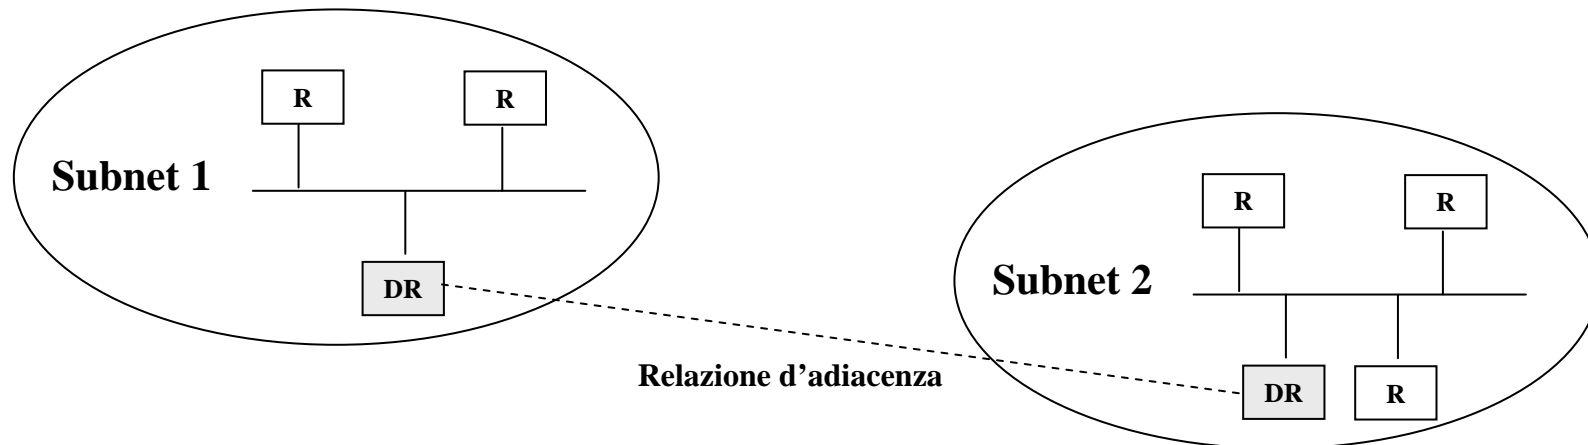 R
R
Subnet 1
DR
R
R
Subnet 2
Relazione d’adiacenza
DR
R